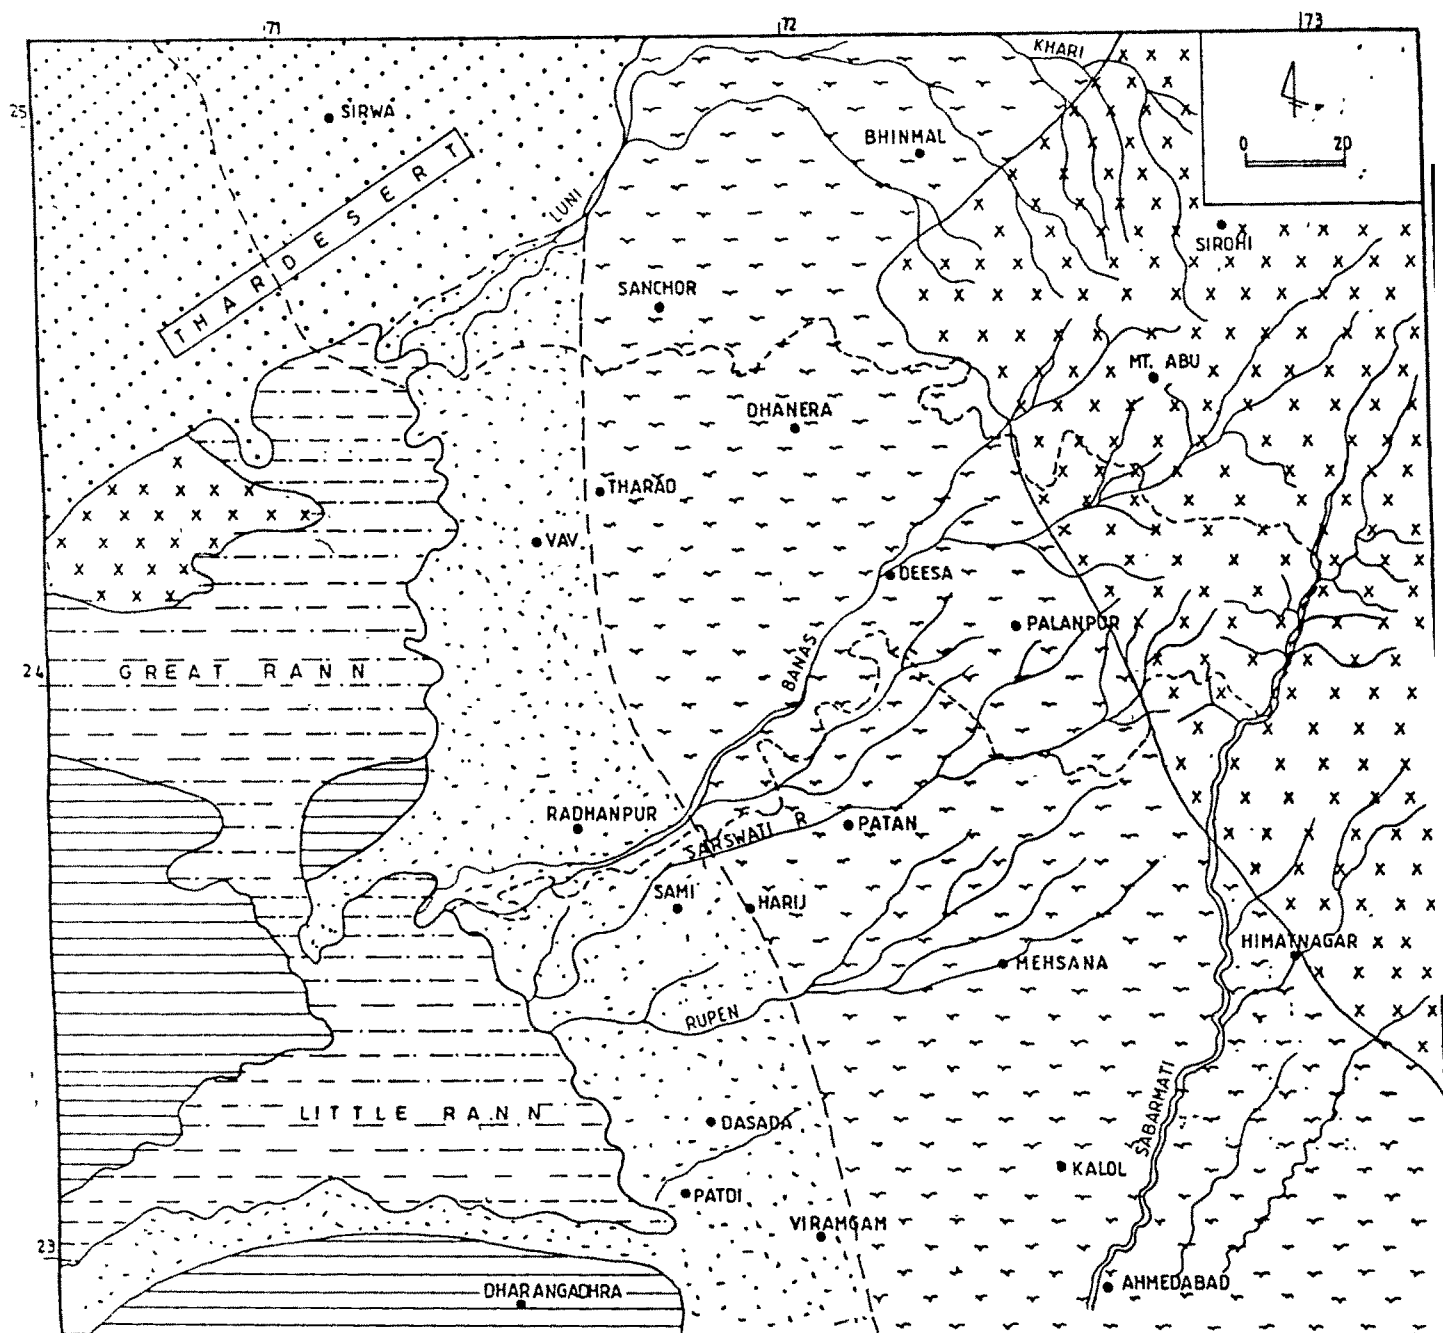 71 72 73
KHARI
25
SIRWA
BHINMAL
0 20
THAR DESERT
LUNI
SIROHI
SANCHOR
MT. ABU
DHANERA
THARAD
VAV
DEESA
PALANPUR
24
GREAT RANN
BANAS
RADHANPUR
SARSWATI R
PATAN
SAMI
HARIJ
HIMATNAGAR
MEHSANA
RUPEN
LITTLE RANN
DASADA
SABARMATI
KALOL
PATDI
VIRAMGAM
23
AHMEDABAD
DHARANGADHRA